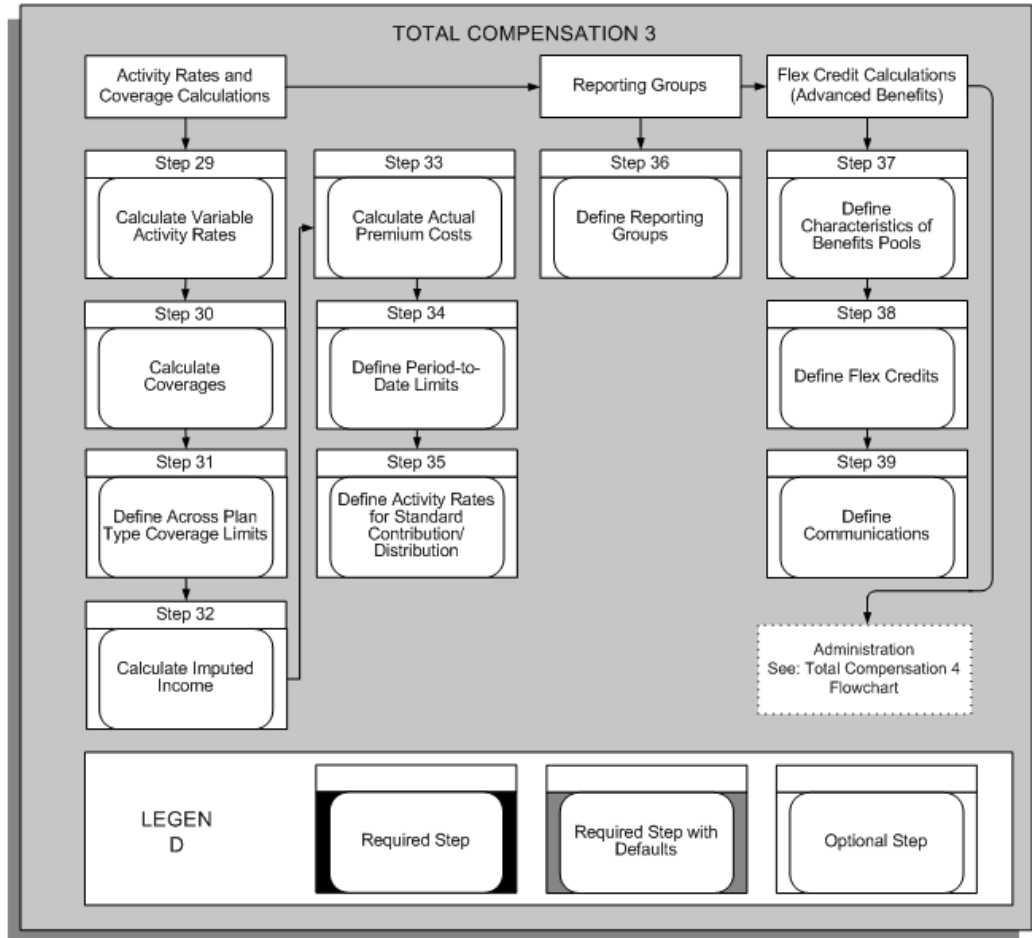 TOTAL COMPENSATION 3
Activity Rates and
Coverage Calculations
Reporting Groups
Flex Credit Calculations
(Advanced Benefits)
Step 29
Calculate Variable
Activity Rates
Step 30
Calculate
Coverages
Step 31
Define Across Plan
Type Coverage Limits
Step 32
Calculate Imputed
Income
Step 33
Calculate Actual
Premium Costs
Step 34
Define Period-to-
Date Limits
Step 35
Define Activity Rates
for Standard
Contribution/
Distribution
Step 36
Define Reporting
Groups
Step 37
Define
Characteristics of
Benefits Pools
Step 38
Define Flex Credits
Step 39
Define
Communications
Administration
See: Total Compensation 4
Flowchart
LEGEN
D
Required Step
Required Step with
Defaults
Optional Step